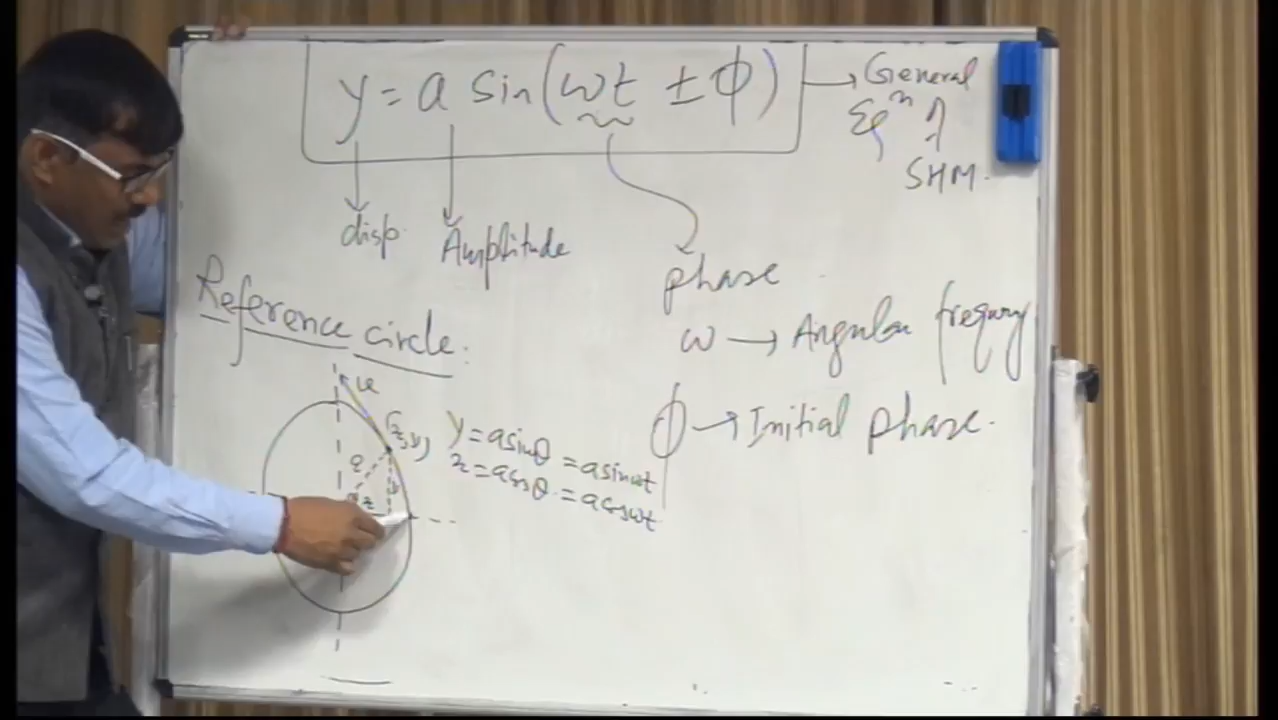 y = a sin(ωt ± ϕ) → General
Eqⁿ of
SHM.
disp.
Amplitude
phase
ω → Angular frequency
Reference circle.
ϕ → Initial phase.
v
(x, y)
y = a sinθ = a sinωt
x = a cosθ = a cosωt
a
y
θ x